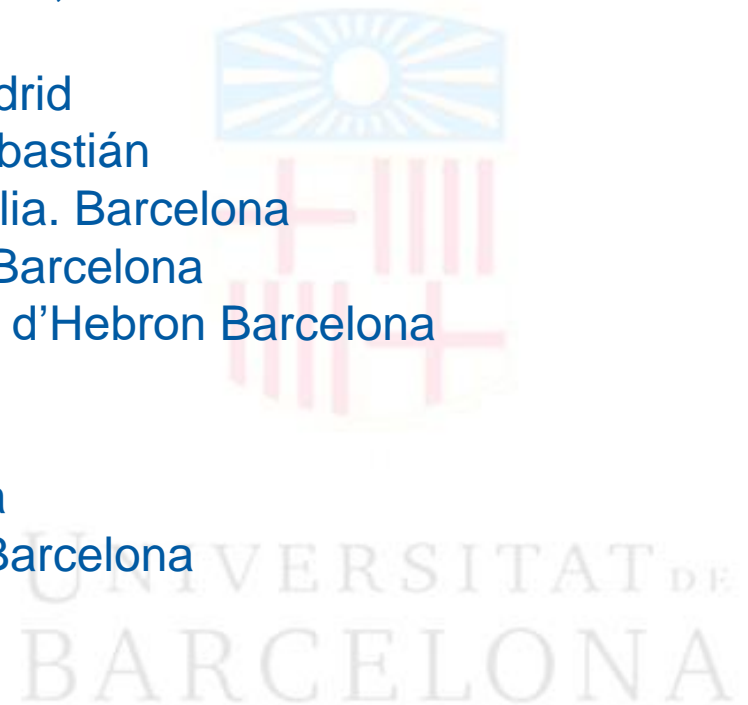 drid
bastián
lia. Barcelona
Barcelona
d’Hebron Barcelona
a
Barcelona
UNIVERSITAT DE
BARCELONA